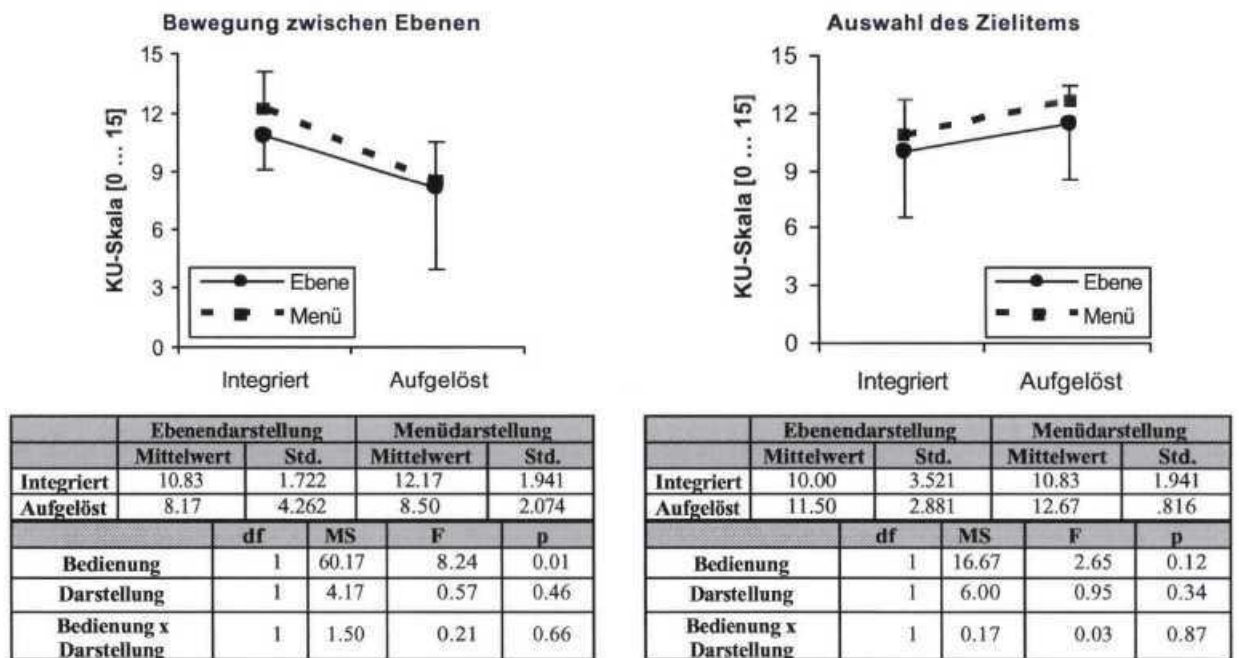 Bewegung zwischen Ebenen
15
12
9
6
3
0
KU-Skala [0 ... 15]
Ebene
Menü
Integriert Aufgelöst
Ebenendarstellung Menüdarstellung
Mittelwert Std. Mittelwert Std.
Integriert 10.83 1.722 12.17 1.941
Aufgelöst 8.17 4.262 8.50 2.074
df MS F p
Bedienung 1 60.17 8.24 0.01
Darstellung 1 4.17 0.57 0.46
Bedienung x
Darstellung 1 1.50 0.21 0.66
Auswahl des Zielitems
15
12
9
6
3
0
KU-Skala [0 ... 15]
Ebene
Menü
Integriert Aufgelöst
Ebenendarstellung Menüdarstellung
Mittelwert Std. Mittelwert Std.
Integriert 10.00 3.521 10.83 1.941
Aufgelöst 11.50 2.881 12.67 .816
df MS F p
Bedienung 1 16.67 2.65 0.12
Darstellung 1 6.00 0.95 0.34
Bedienung x
Darstellung 1 0.17 0.03 0.87